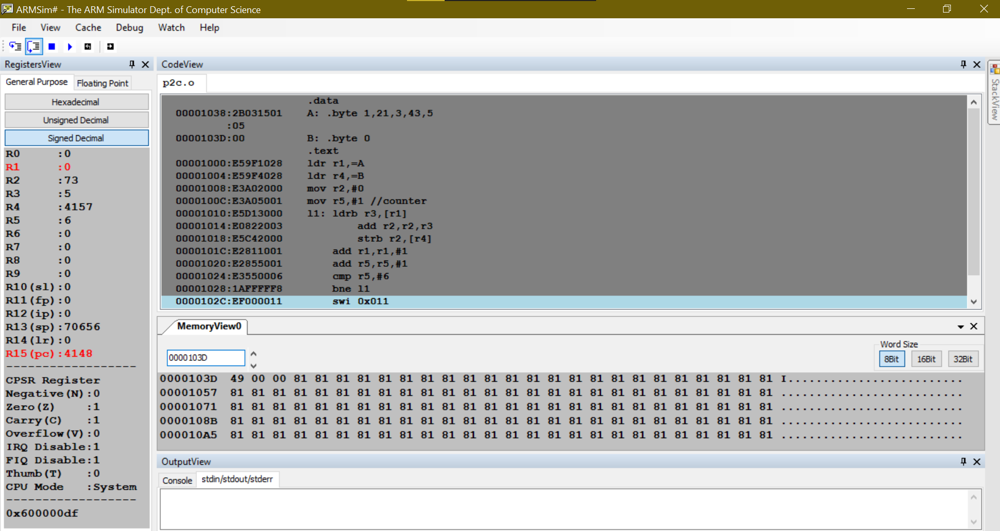 ARMSim# - The ARM Simulator Dept. of Computer Science
File View Cache Debug Watch Help
RegistersView
General Purpose Floating Point
Hexadecimal
Unsigned Decimal
Signed Decimal
R0 :0
R1 :0
R2 :73
R3 :5
R4 :4157
R5 :6
R6 :0
R7 :0
R8 :0
R9 :0
R10(sl):0
R11(fp):0
R12(ip):0
R13(sp):70656
R14(lr):0
R15(pc):4148
-------------------
CPSR Register
Negative(N):0
Zero(Z) :1
Carry(C) :1
Overflow(V):0
IRQ Disable:1
FIQ Disable:1
Thumb(T) :0
CPU Mode :System
-------------------
0x600000df
CodeView
p2c.o
.data
00001038:2B031501 A: .byte 1,21,3,43,5
:05
0000103D:00 B: .byte 0
.text
00001000:E59F1028 ldr r1,=A
00001004:E59F4028 ldr r4,=B
00001008:E3A02000 mov r2,#0
0000100C:E3A05001 mov r5,#1 //counter
00001010:E5D13000 l1: ldrb r3,[r1]
00001014:E0822003 add r2,r2,r3
00001018:E5C42000 strb r2,[r4]
0000101C:E2811001 add r1,r1,#1
00001020:E2855001 add r5,r5,#1
00001024:E3550006 cmp r5,#6
00001028:1AFFFFF8 bne l1
0000102C:EF000011 swi 0x011
StackView
MemoryView0
0000103D
Word Size
8Bit 16Bit 32Bit
0000103D 49 00 00 81 81 81 81 81 81 81 81 81 81 81 81 81 81 81 81 81 81 81 81 81 81 81 I.........................
00001057 81 81 81 81 81 81 81 81 81 81 81 81 81 81 81 81 81 81 81 81 81 81 81 81 81 81 ..........................
00001071 81 81 81 81 81 81 81 81 81 81 81 81 81 81 81 81 81 81 81 81 81 81 81 81 81 81 ..........................
0000108B 81 81 81 81 81 81 81 81 81 81 81 81 81 81 81 81 81 81 81 81 81 81 81 81 81 81 ..........................
000010A5 81 81 81 81 81 81 81 81 81 81 81 81 81 81 81 81 81 81 81 81 81 81 81 81 81 81 ..........................
OutputView
Console stdin/stdout/stderr